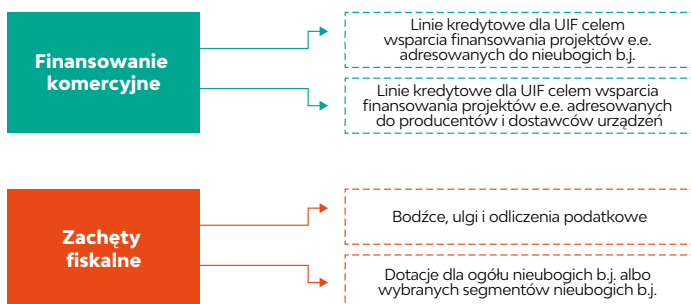 Finansowanie
komercyjne
Linie kredytowe dla UIF celem
wsparcia finansowania projektów e.e.
adresowanych do nieubogich b.j.
Linie kredytowe dla UIF celem wsparcia
finansowania projektów e.e. adresowanych
do producentów i dostawców urządzeń
Zachęty
fiskalne
Bodźce, ulgi i odliczenia podatkowe
Dotacje dla ogółu nieubogich b.j. albo
wybranych segmentów nieubogich b.j.